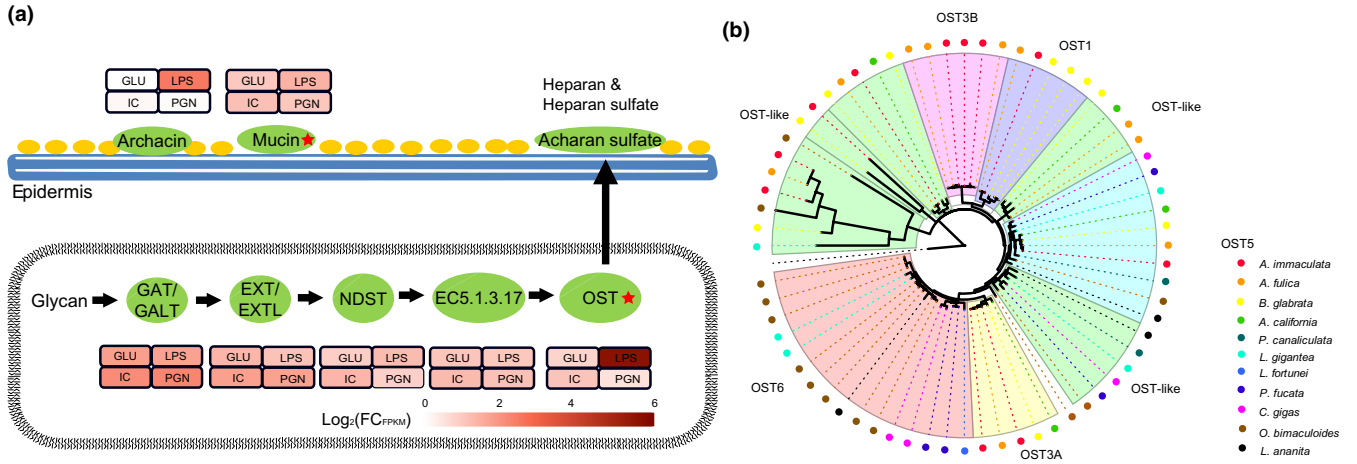 (a)
GLU LPS
IC PGN
GLU LPS
IC PGN
Heparan &
Heparan sulfate
Archacin
Mucin
Acharan sulfate
Epidermis
Glycan
GAT/
GALT
EXT/
EXTL
NDST
EC5.1.3.17
OST
GLU LPS
IC PGN
GLU LPS
IC PGN
GLU LPS
IC PGN
GLU LPS
IC PGN
GLU LPS
IC PGN
Log₂(FCFPKM)
0 2 4 6
(b)
OST3B
OST1
OST-like
OST-like
OST5
OST-like
OST3A
OST6
A. immaculata
A. fulica
B. glabrata
A. california
P. canaliculata
L. gigantea
L. fortunei
P. fucata
C. gigas
O. bimaculoides
L. ananita